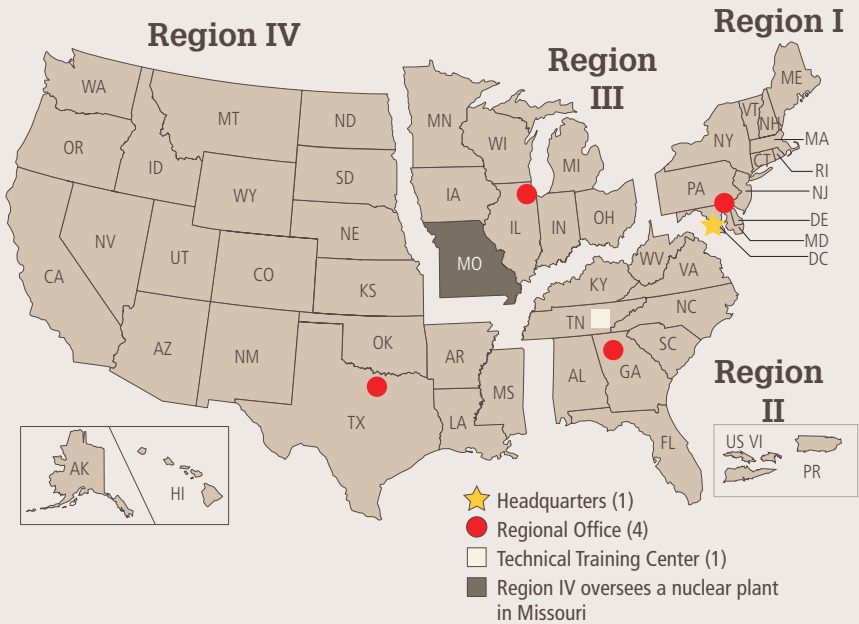 Region IV
Region I
Region
III
WA
OR
CA
NV
ID
MT
WY
UT
AZ
CO
NM
ND
SD
NE
KS
OK
TX
MN
IA
MO
AR
LA
WI
IL
MI
IN
OH
MS
KY
TN
AL
GA
FL
SC
NC
VA
WV
PA
NY
VT
NH
ME
CT
MA
RI
NJ
DE
MD
DC
Region
II
US VI
PR
AK
HI
Headquarters (1)
Regional Office (4)
Technical Training Center (1)
Region IV oversees a nuclear plant
in Missouri